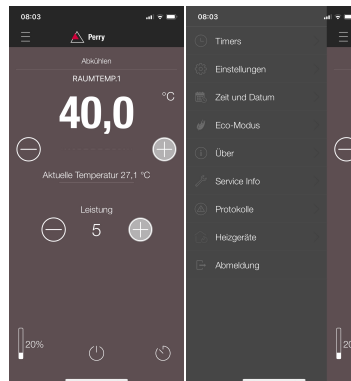 08:03
Perry
Abkühlen
RAUMTEMP.1
40,0 °C
Aktuelle Temperatur 27,1 °C
Leistung
5
20%
08:03
Timers
Einstellungen
Zeit und Datum
Eco-Modus
Über
Service Info
Protokolle
Heizgeräte
Abmeldung
20